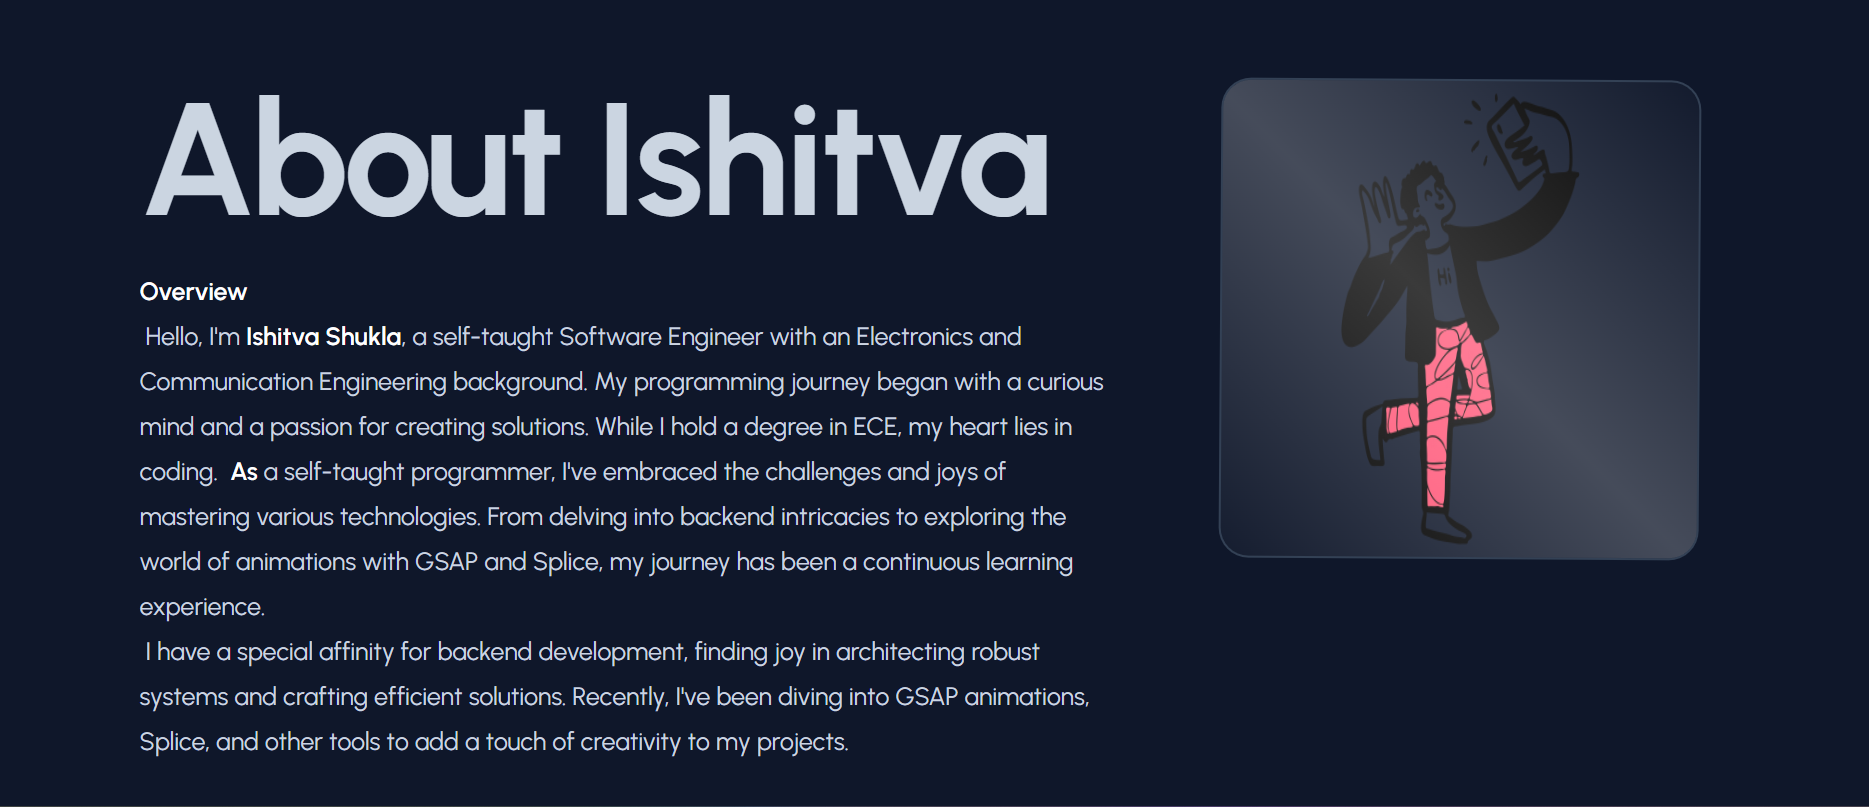 About Ishitva
Hi
Overview
Hello, I'm Ishitva Shukla, a self-taught Software Engineer with an Electronics and
Communication Engineering background. My programming journey began with a curious
mind and a passion for creating solutions. While I hold a degree in ECE, my heart lies in
coding. As a self-taught programmer, I've embraced the challenges and joys of
mastering various technologies. From delving into backend intricacies to exploring the
world of animations with GSAP and Splice, my journey has been a continuous learning
experience.
I have a special affinity for backend development, finding joy in architecting robust
systems and crafting efficient solutions. Recently, I've been diving into GSAP animations,
Splice, and other tools to add a touch of creativity to my projects.